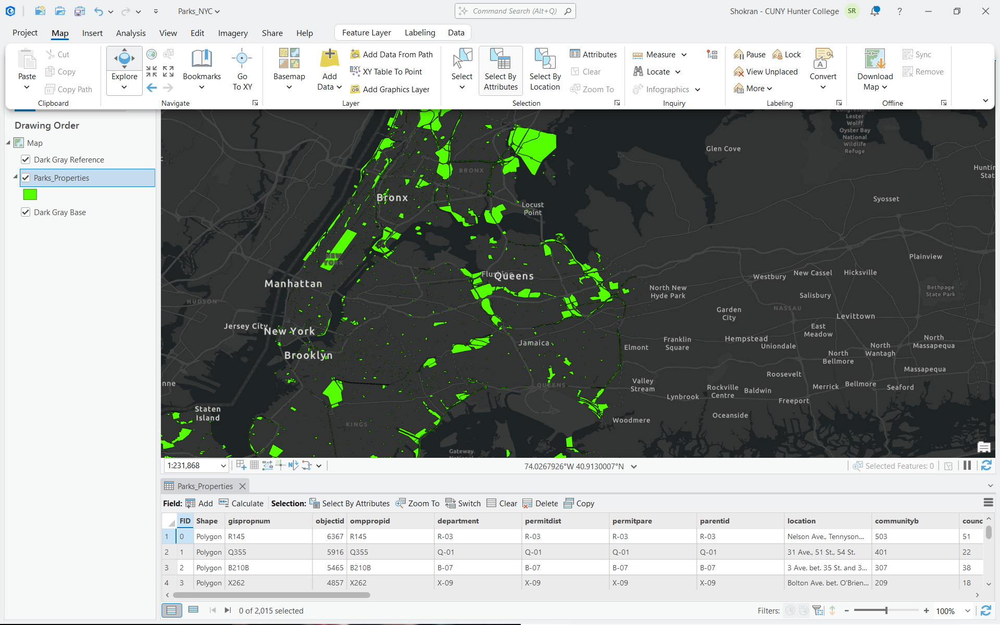 Parks_NYC
Command Search (Alt+Q)
Shokran - CUNY Hunter College
SR
?
Project
Map
Insert
Analysis
View
Edit
Imagery
Share
Help
Feature Layer
Labeling
Data
Paste
Cut
Copy
Copy Path
Clipboard
Explore
Bookmarks
Go
To XY
Navigate
Basemap
Add
Data
Add Data From Path
XY Table To Point
Add Graphics Layer
Layer
Select
Select By
Attributes
Select By
Location
Attributes
Clear
Zoom To
Selection
Measure
Locate
Infographics
Inquiry
Pause
Lock
View Unplaced
More
Convert
Labeling
Download
Map
Sync
Remove
Offline
Drawing Order
Map
Dark Gray Reference
Parks_Properties
Dark Gray Base
Congressman
Lester
Wolff
Oyster Bay
National
Wildlife
Refuge
Glen Cove
Huntin
Stat
BRONX
Bronx
Locust
Point
Syosset
Plainview
NEW
YORK
Flushing
Queens
Manhattan
HUDSON
Westbury
New Cassel
Hicksville
North New
Hyde Park
Salisbury
Bethpage
State Park
Garden
City
NASSAU
Levittown
East
Meadow
Jersey City
New York
Jamaica
Elmont
Franklin
Square
Hempstead
Uniondale
North
Massapequa
North
Wantagh
North
Bellmore
Brooklyn
Massapequa
Roosevelt
Valley
Stream
Rockville
Centre
Baldwin
Merrick
Bellmore
Seaford
QUEENS
nne
Lynbrook
Freeport
Staten
Island
Oceanside
Woodmere
KINGS
Gateway
National
1:231,868
74.0267926°W 40.9130007°N
Selected Features: 0
Parks_Properties
Field: Add Calculate Selection: Select By Attributes Zoom To Switch Clear Delete Copy
FID Shape gispropnum objectid omppropid department permitdist permitpare parentid location communityb counc
1 0 Polygon R145 6367 R145 R-03 R-03 R-03 R-03 Nelson Ave., Tennyson... 503 51
2 1 Polygon Q355 5916 Q355 Q-01 Q-01 Q-01 Q-01 31 Ave., 51 St., 54 St. 401 22
3 2 Polygon B210B 5465 B210B B-07 B-07 B-07 B-07 3 Ave. bet. 35 St. and 3... 307 38
4 3 Polygon X262 4857 X262 X-09 X-09 X-09 X-09 Bolton Ave. bet. O'Brien... 209 18
0 of 2,015 selected
Filters:
100%